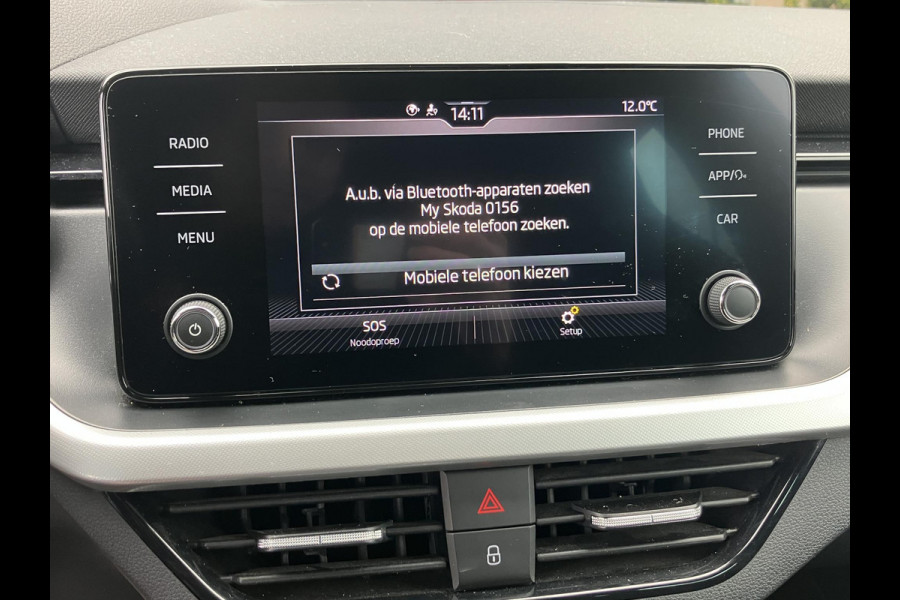 14:11
12.0°C
RADIO
MEDIA
MENU
A.u.b. via Bluetooth-apparaten zoeken
My Skoda 0156
op de mobiele telefoon zoeken.
Mobiele telefoon kiezen
SOS
Noodoproep
Setup
PHONE
APP/
CAR